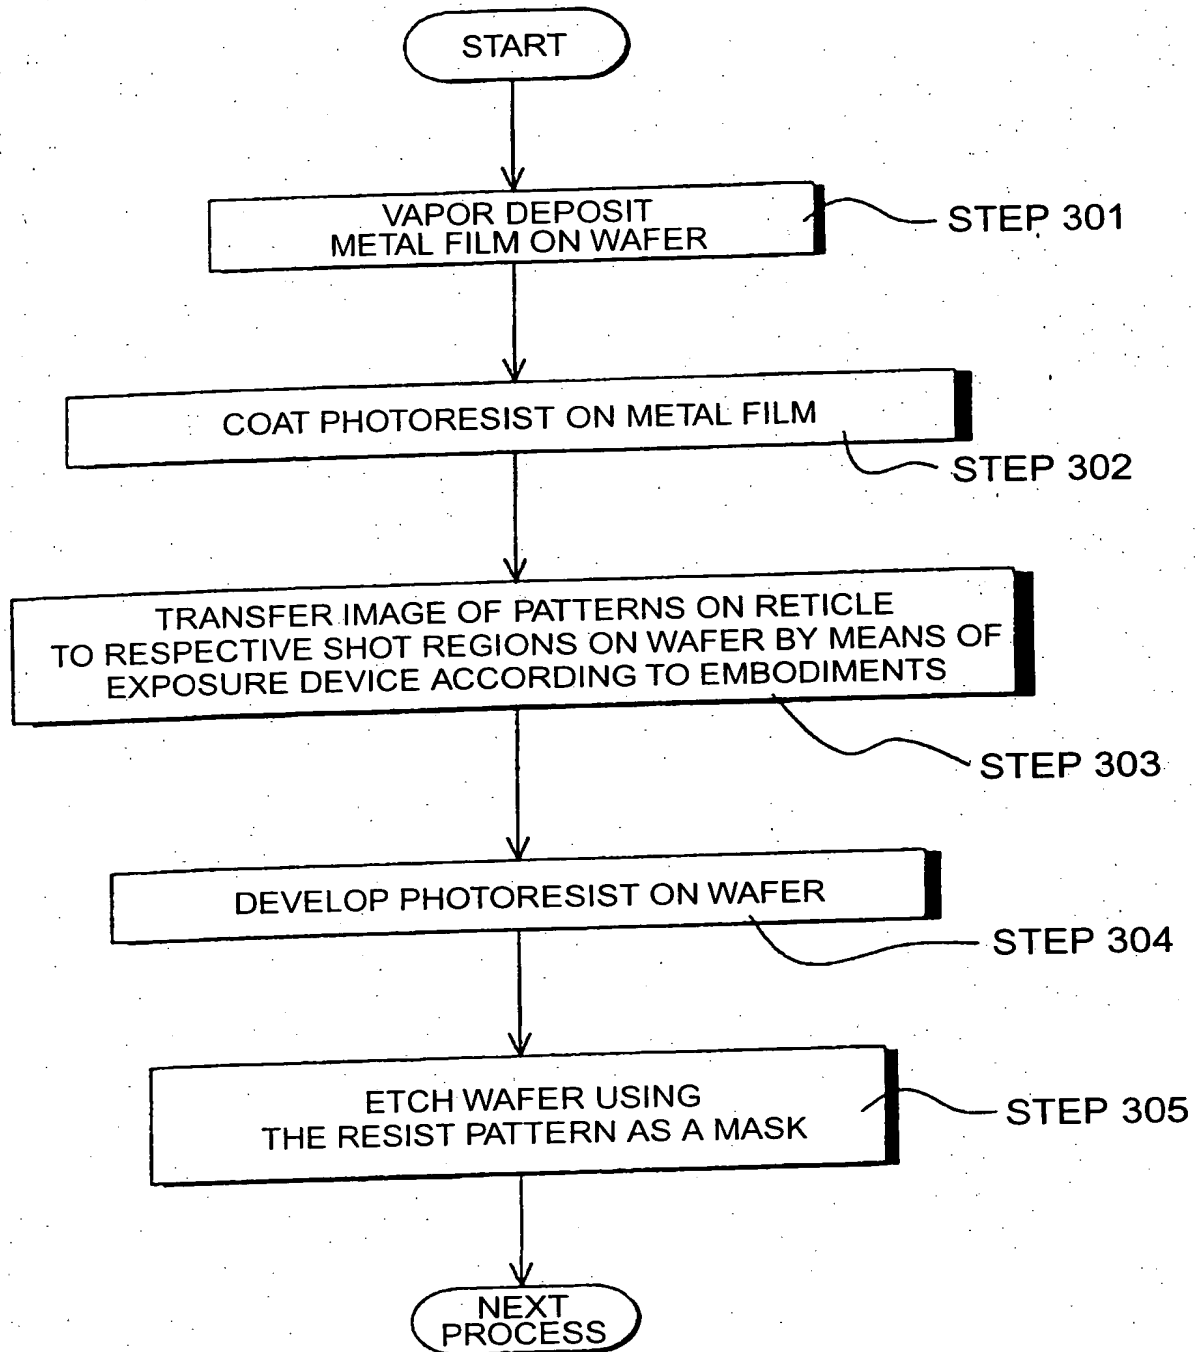 START
VAPOR DEPOSIT
METAL FILM ON WAFER
STEP 301
COAT PHOTORESIST ON METAL FILM
STEP 302
TRANSFER IMAGE OF PATTERNS ON RETICLE
TO RESPECTIVE SHOT REGIONS ON WAFER BY MEANS OF
EXPOSURE DEVICE ACCORDING TO EMBODIMENTS
STEP 303
DEVELOP PHOTORESIST ON WAFER
STEP 304
ETCH WAFER USING
THE RESIST PATTERN AS A MASK
STEP 305
NEXT
PROCESS